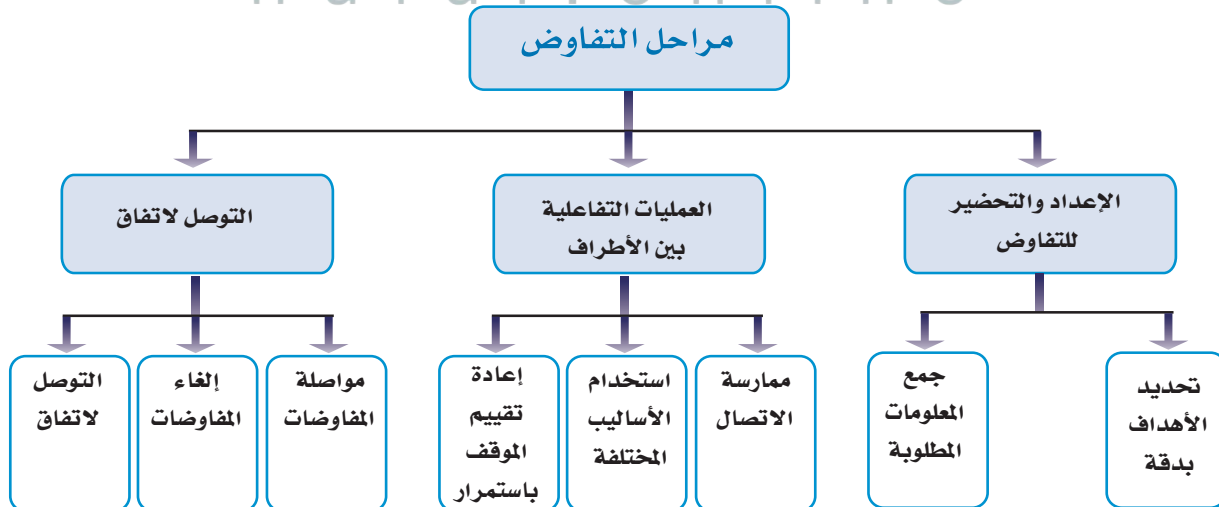 مراحل التفاوض
الإعداد والتحضير
للتفاوض
العمليات التفاعلية
بين الأطراف
التوصل لاتفاق
تحديد
الأهداف
بدقة
جمع
المعلومات
المطلوبة
ممارسة
الاتصال
استخدام
الأساليب
المختلفة
إعادة
تقييم
الموقف
باستمرار
مواصلة
المفاوضات
إلغاء
المفاوضات
التوصل
لاتفاق